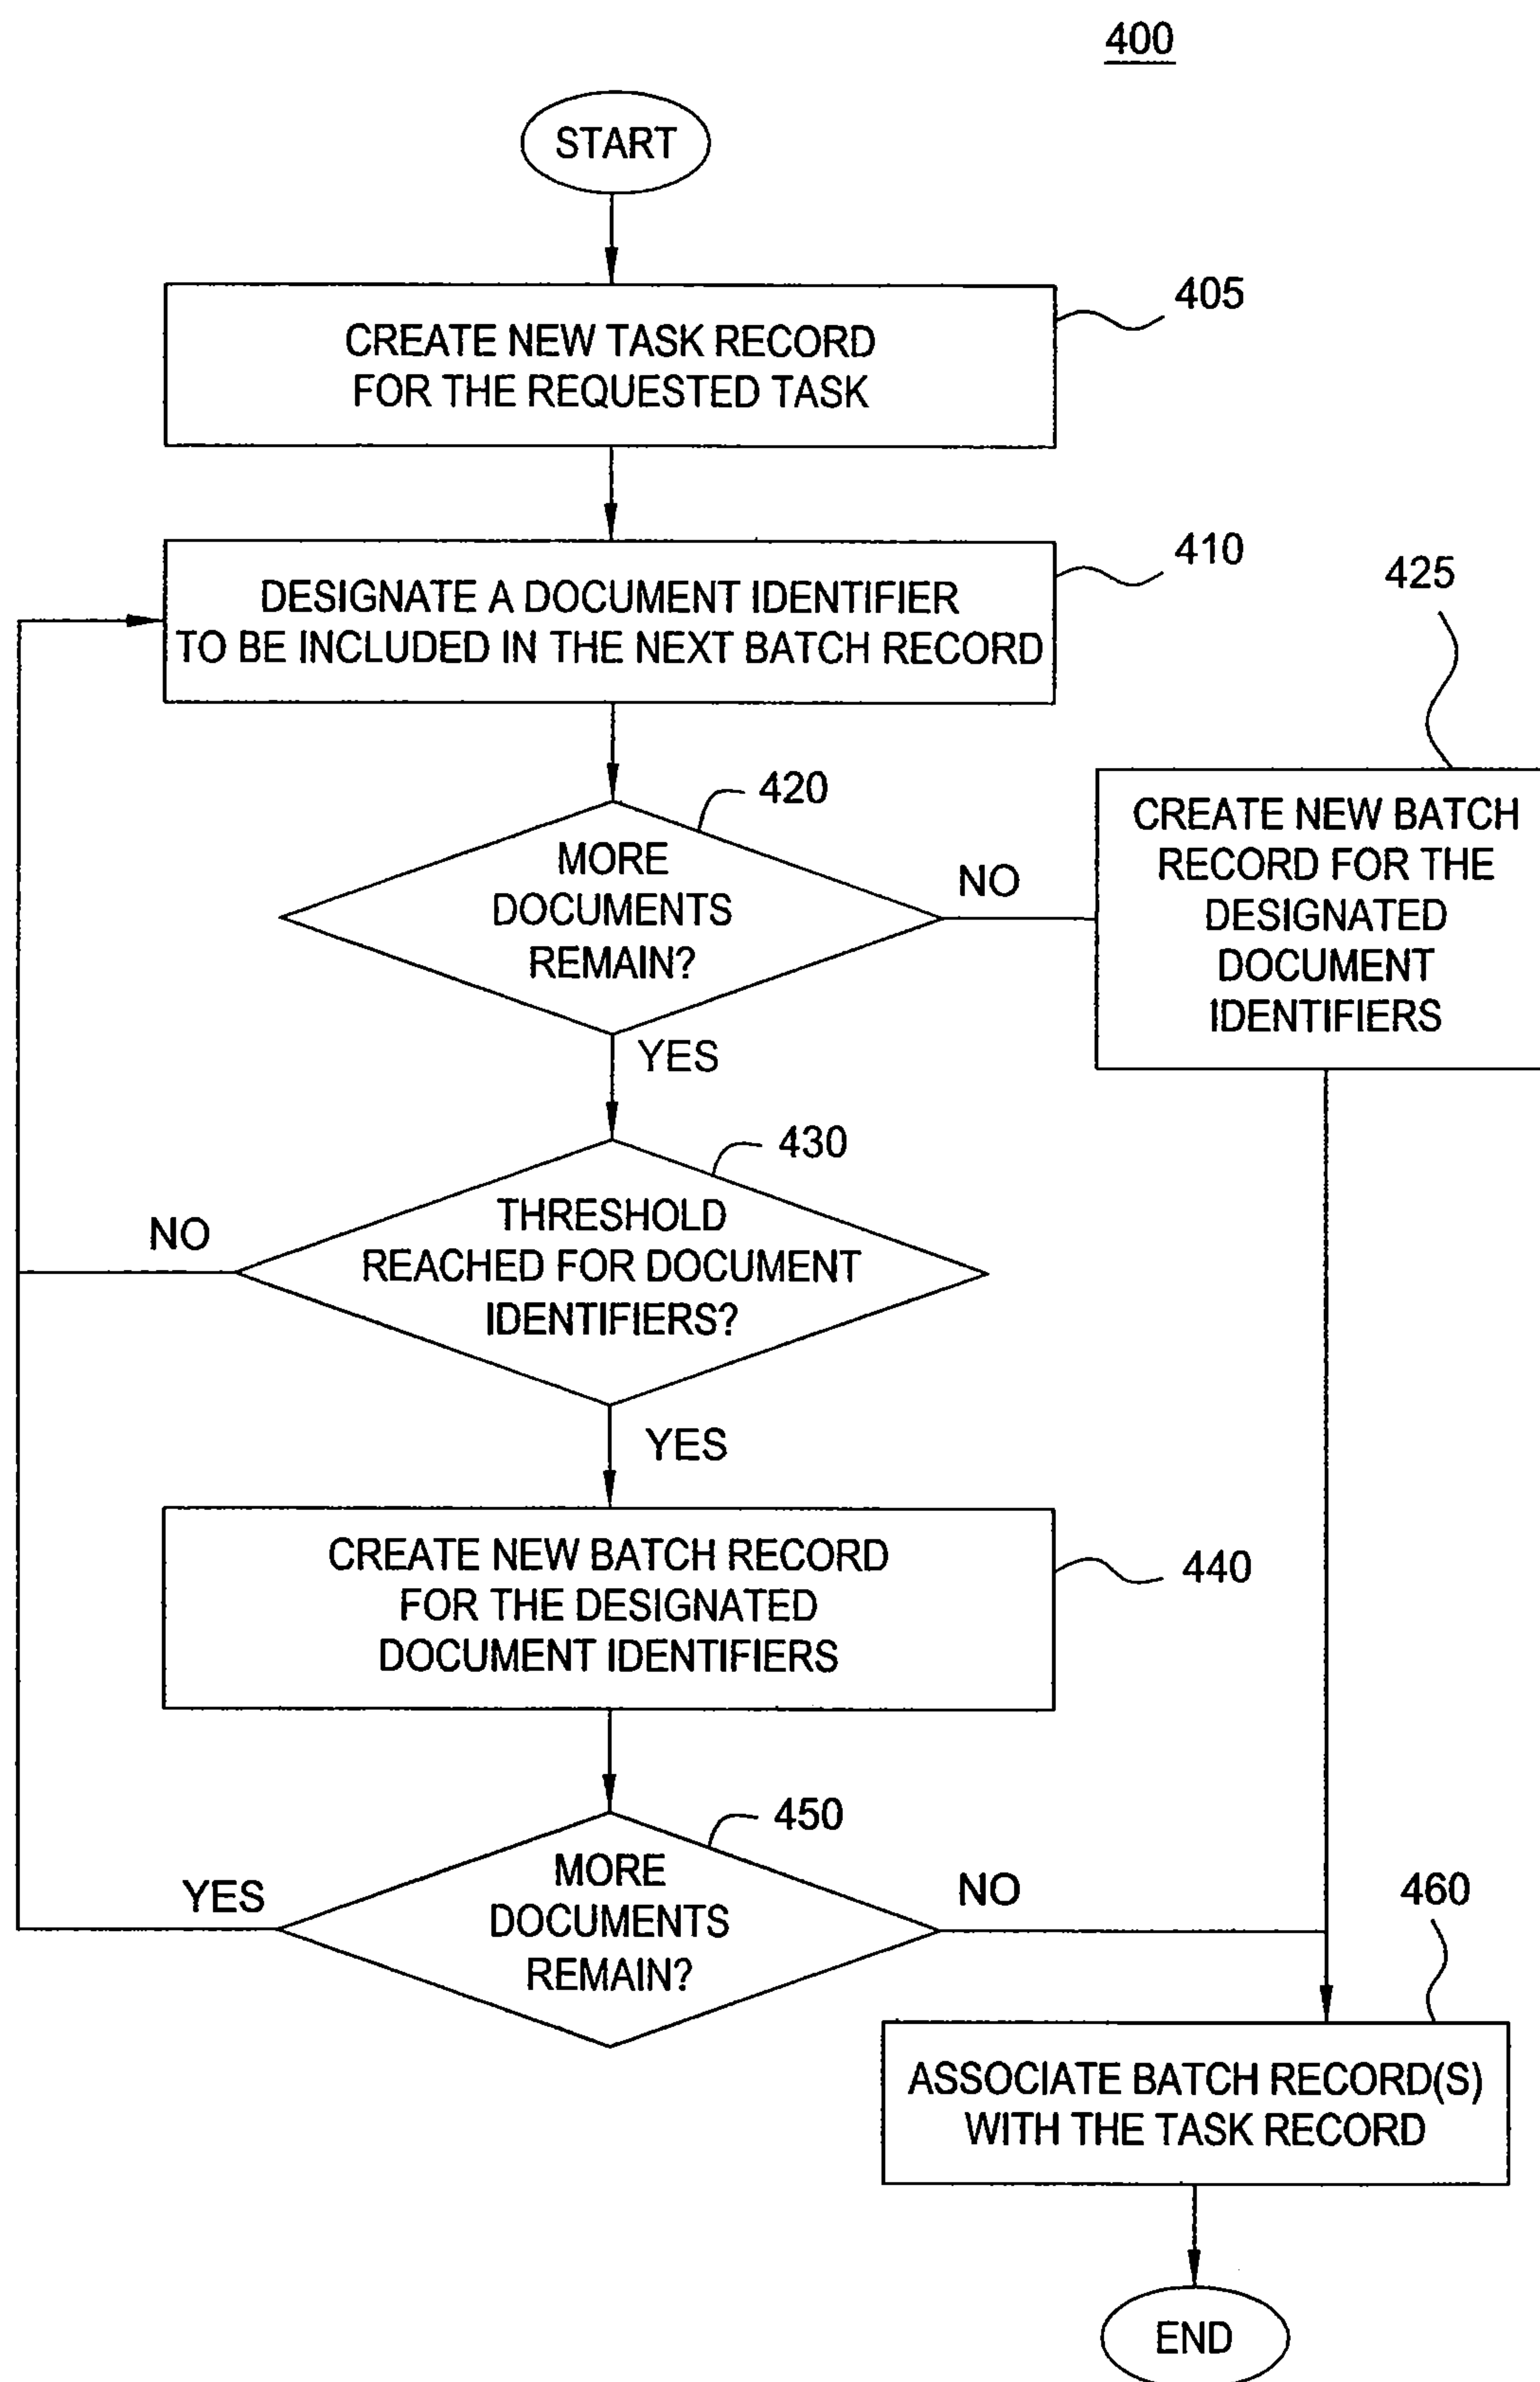 400
START
405
CREATE NEW TASK RECORD
FOR THE REQUESTED TASK
410
DESIGNATE A DOCUMENT IDENTIFIER
TO BE INCLUDED IN THE NEXT BATCH RECORD
425
420
MORE
DOCUMENTS
REMAIN?
NO
CREATE NEW BATCH
RECORD FOR THE
DESIGNATED
DOCUMENT
IDENTIFIERS
YES
430
THRESHOLD
REACHED FOR DOCUMENT
IDENTIFIERS?
NO
YES
CREATE NEW BATCH RECORD
FOR THE DESIGNATED
DOCUMENT IDENTIFIERS
440
450
MORE
DOCUMENTS
REMAIN?
YES
NO
460
ASSOCIATE BATCH RECORD(S)
WITH THE TASK RECORD
END